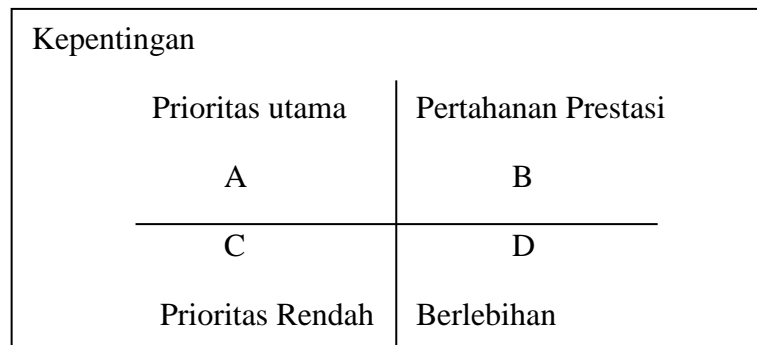 Kepentingan
Prioritas utama Pertahanan Prestasi
A B
C D
Prioritas Rendah Berlebihan